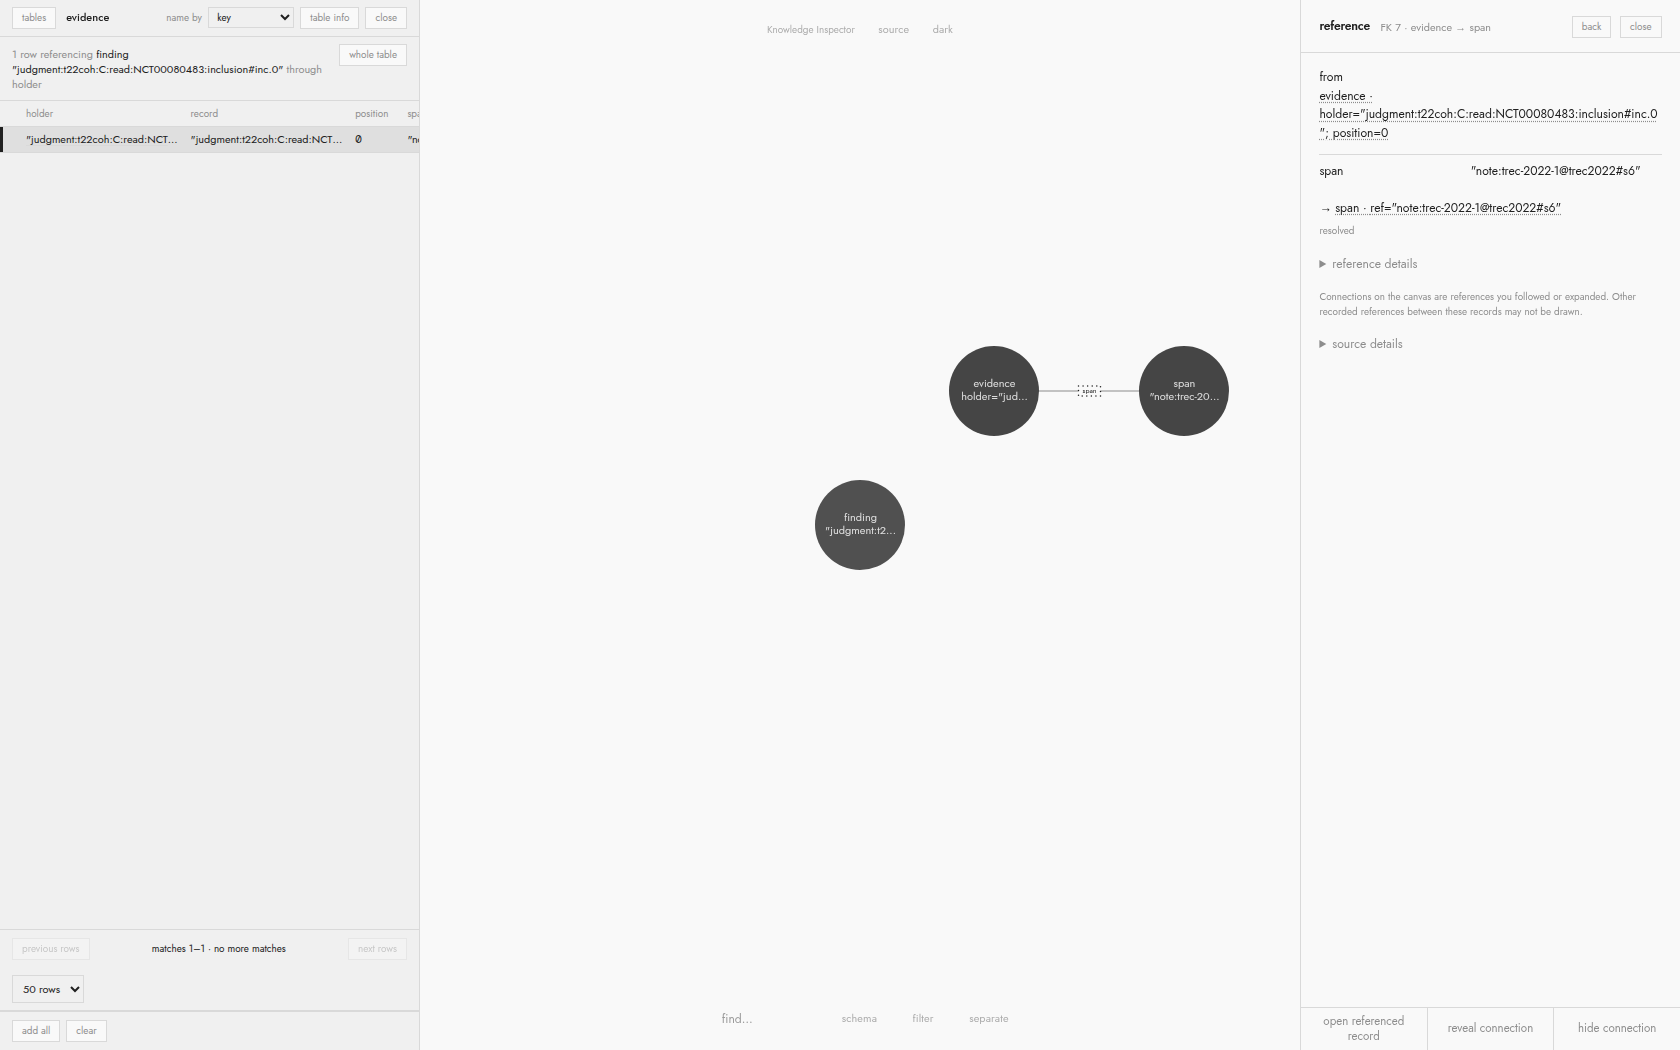 tables evidence name by key table info close
1 row referencing finding whole table
"judgment:t22coh:C:read:NCT00080483:inclusion#inc.0" through
holder
holder record position spa
"judgment:t22coh:C:read:NCT... "judgment:t22coh:C:read:NCT... 0 "no
previous rows matches 1–1 · no more matches next rows
50 rows
add all clear
Knowledge Inspector source dark
evidence
holder="jud...
span
span
"note:trec-20...
finding
"judgment:t2...
find... schema filter separate
reference FK 7 · evidence → span back close
from
evidence ·
holder="judgment:t22coh:C:read:NCT00080483:inclusion#inc.0
"; position=0
span "note:trec-2022-1@trec2022#s6"
→ span · ref="note:trec-2022-1@trec2022#s6"
resolved
▶ reference details
Connections on the canvas are references you followed or expanded. Other
recorded references between these records may not be drawn.
▶ source details
open referenced
record
reveal connection
hide connection